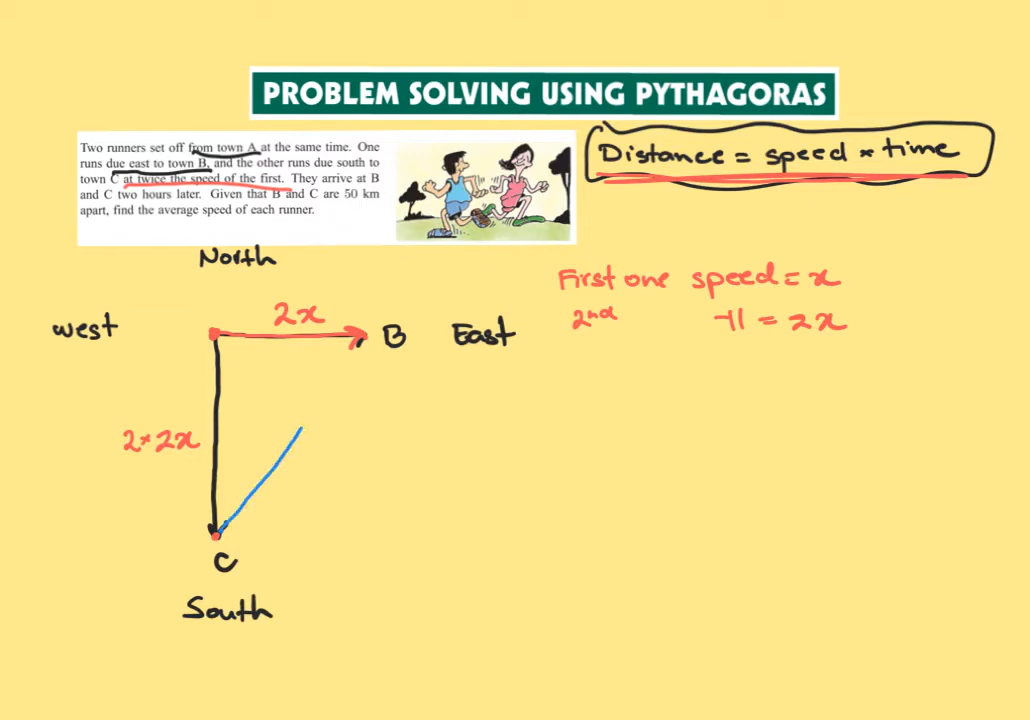 PROBLEM SOLVING USING PYTHAGORAS
Two runners set off from town A at the same time. One
runs due east to town B, and the other runs due south to
town C at twice the speed of the first. They arrive at B
and C two hours later. Given that B and C are 50 km
apart, find the average speed of each runner.
Distance = speed × time
North
First one speed = x
2nd -11 = 2x
west
2x
B
East
2× 2x
C
South